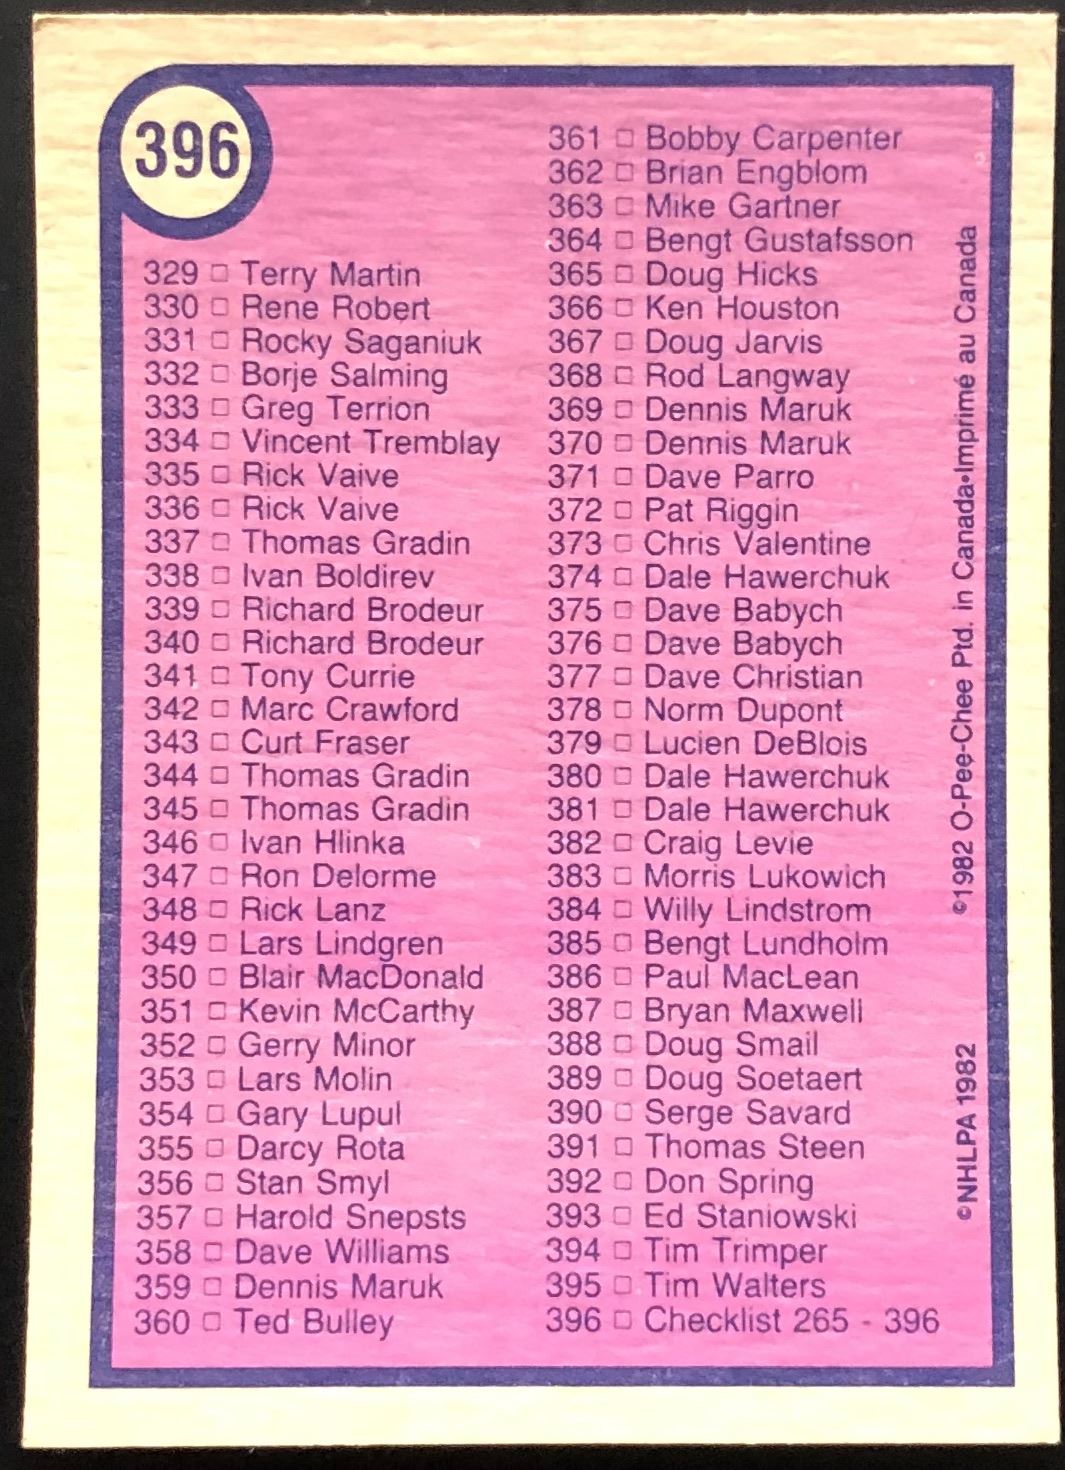 396
329 □ Terry Martin
330 □ Rene Robert
331 □ Rocky Saganiuk
332 □ Borje Salming
333 □ Greg Terrion
334 □ Vincent Tremblay
335 □ Rick Vaive
336 □ Rick Vaive
337 □ Thomas Gradin
338 □ Ivan Boldirev
339 □ Richard Brodeur
340 □ Richard Brodeur
341 □ Tony Currie
342 □ Marc Crawford
343 □ Curt Fraser
344 □ Thomas Gradin
345 □ Thomas Gradin
346 □ Ivan Hlinka
347 □ Ron Delorme
348 □ Rick Lanz
349 □ Lars Lindgren
350 □ Blair MacDonald
351 □ Kevin McCarthy
352 □ Gerry Minor
353 □ Lars Molin
354 □ Gary Lupul
355 □ Darcy Rota
356 □ Stan Smyl
357 □ Harold Snepsts
358 □ Dave Williams
359 □ Dennis Maruk
360 □ Ted Bulley
361 □ Bobby Carpenter
362 □ Brian Engblom
363 □ Mike Gartner
364 □ Bengt Gustafsson
365 □ Doug Hicks
366 □ Ken Houston
367 □ Doug Jarvis
368 □ Rod Langway
369 □ Dennis Maruk
370 □ Dennis Maruk
371 □ Dave Parro
372 □ Pat Riggin
373 □ Chris Valentine
374 □ Dale Hawerchuk
375 □ Dave Babych
376 □ Dave Babych
377 □ Dave Christian
378 □ Norm Dupont
379 □ Lucien DeBlois
380 □ Dale Hawerchuk
381 □ Dale Hawerchuk
382 □ Craig Levie
383 □ Morris Lukowich
384 □ Willy Lindstrom
385 □ Bengt Lundholm
386 □ Paul MacLean
387 □ Bryan Maxwell
388 □ Doug Smail
389 □ Doug Soetaert
390 □ Serge Savard
391 □ Thomas Steen
392 □ Don Spring
393 □ Ed Staniowski
394 □ Tim Trimper
395 □ Tim Walters
396 □ Checklist 265 - 396
©NHLPA 1982 ©1982 O-Pee-Chee Ptd. in Canada•Imprimé au Canada